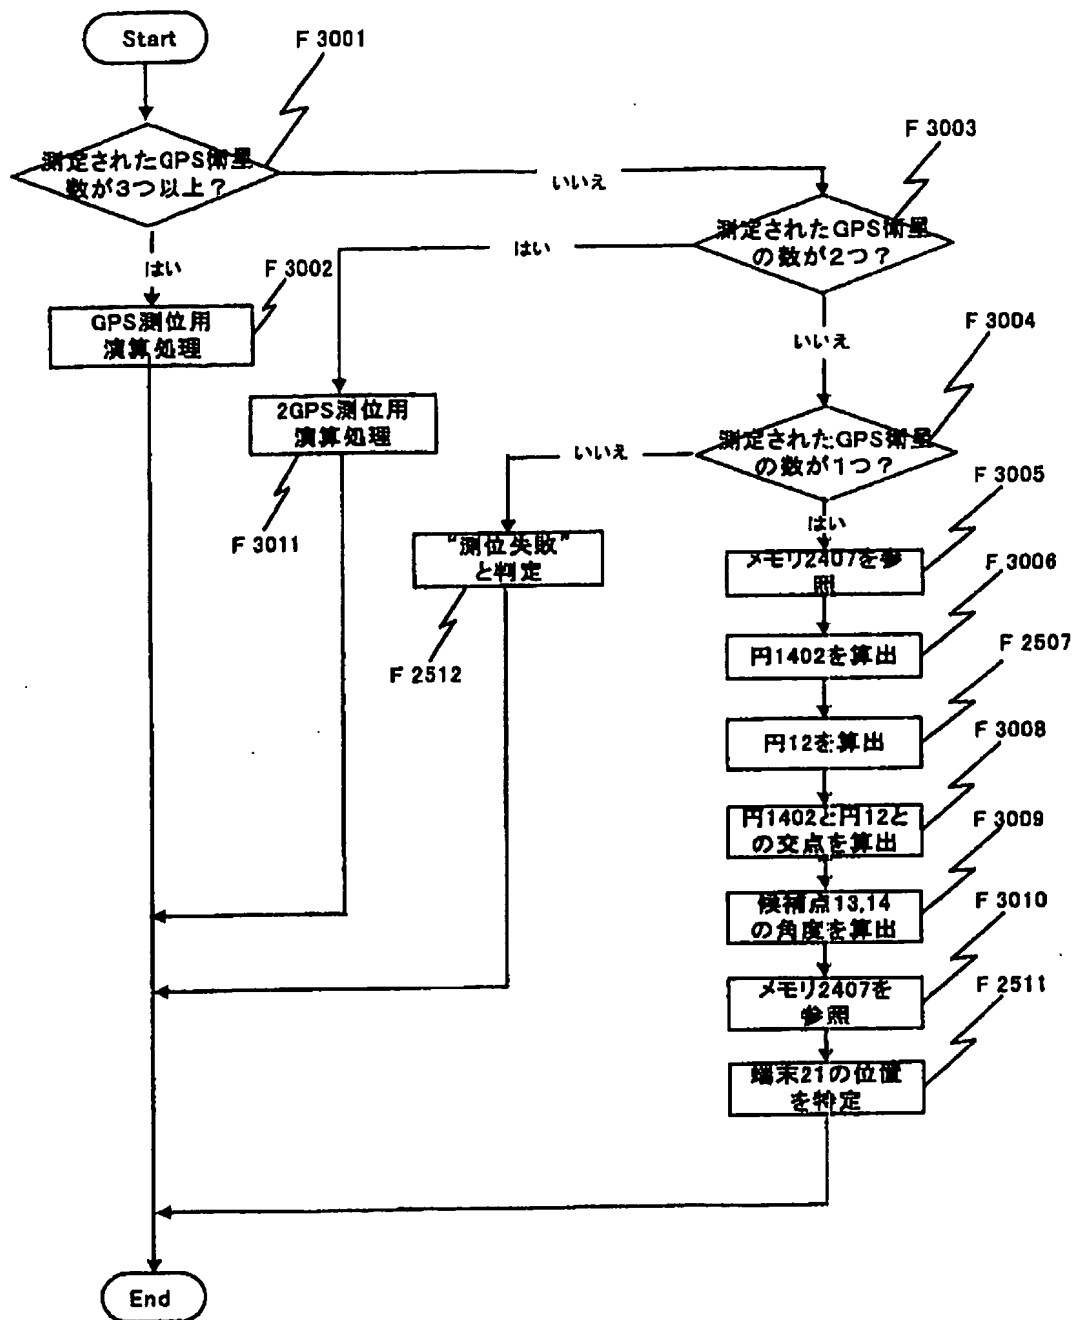 Start
F 3001
測定されたGPS衛星
数が3つ以上？
いいえ
F 3003
測定されたGPS衛星
の数が2つ？
はい
はい
F 3002
GPS測位用
演算処理
いいえ
F 3004
2GPS測位用
演算処理
F 3011
測定されたGPS衛星
の数が1つ？
いいえ
"測位失敗"
と判定
F 2512
はい
F 3005
メモリ2407を参
照
F 3006
円1402を算出
F 2507
円12を算出
F 3008
円1402と円12と
の交点を算出
F 3009
候補点13,14
の角度を算出
F 3010
メモリ2407を
参照
F 2511
端末21の位置
を特定
End